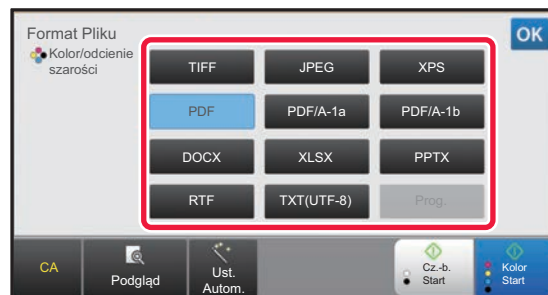 Format Pliku
OK
Kolor/odcienie
szarości
TIFF JPEG XPS
PDF PDF/A-1a PDF/A-1b
DOCX XLSX PPTX
RTF TXT(UTF-8) Prog.
CA
Podgląd
Ust.
Autom.
Cz.-b.
Start
Kolor
Start